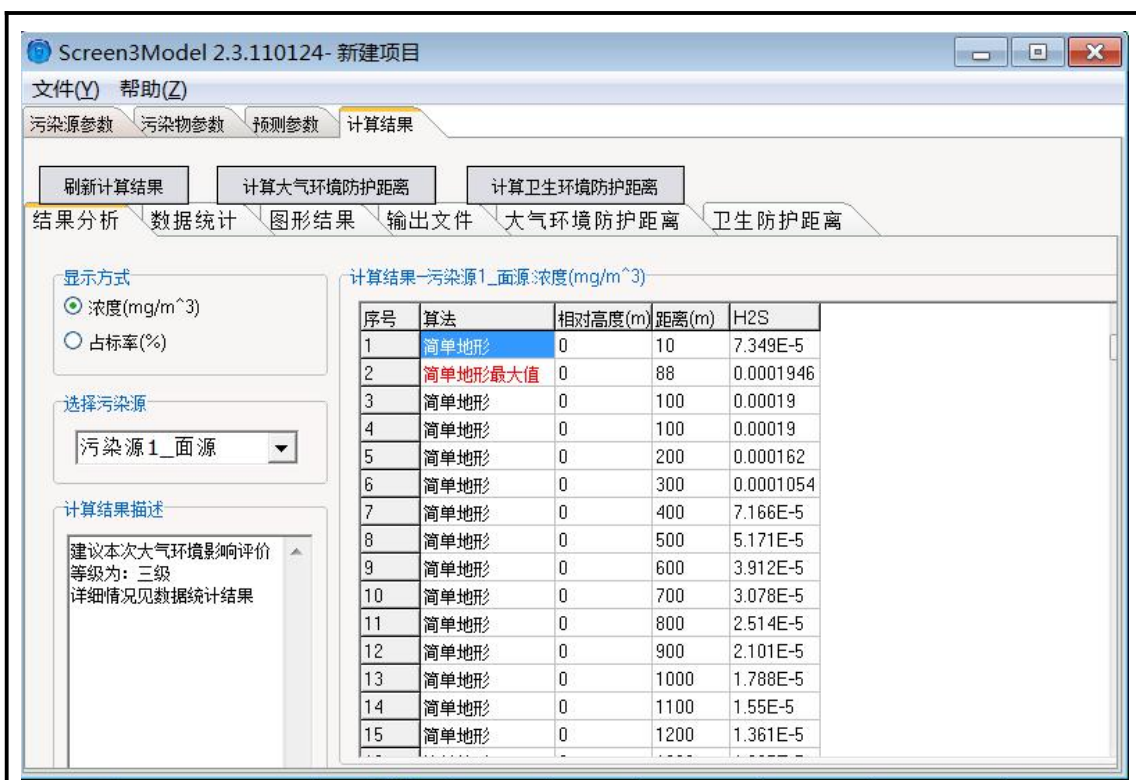 Screen3Model 2.3.110124- 新建项目
文件(Y) 帮助(Z)
污染源参数 污染物参数 预测参数 计算结果
刷新计算结果 计算大气环境防护距离 计算卫生环境防护距离
结果分析 数据统计 图形结果 输出文件 大气环境防护距离 卫生防护距离
显示方式
浓度(mg/m^3)
占标率(%)
选择污染源
污染源1_面源
计算结果描述
建议本次大气环境影响评价
等级为：三级
详细情况见数据统计结果
计算结果—污染源1_面源:浓度(mg/m^3)
序号 算法 相对高度(m) 距离(m) H2S
1 简单地形 0 10 7.349E-5
2 简单地形最大值 0 88 0.0001946
3 简单地形 0 100 0.00019
4 简单地形 0 100 0.00019
5 简单地形 0 200 0.000162
6 简单地形 0 300 0.0001054
7 简单地形 0 400 7.166E-5
8 简单地形 0 500 5.171E-5
9 简单地形 0 600 3.912E-5
10 简单地形 0 700 3.078E-5
11 简单地形 0 800 2.514E-5
12 简单地形 0 900 2.101E-5
13 简单地形 0 1000 1.788E-5
14 简单地形 0 1100 1.55E-5
15 简单地形 0 1200 1.361E-5